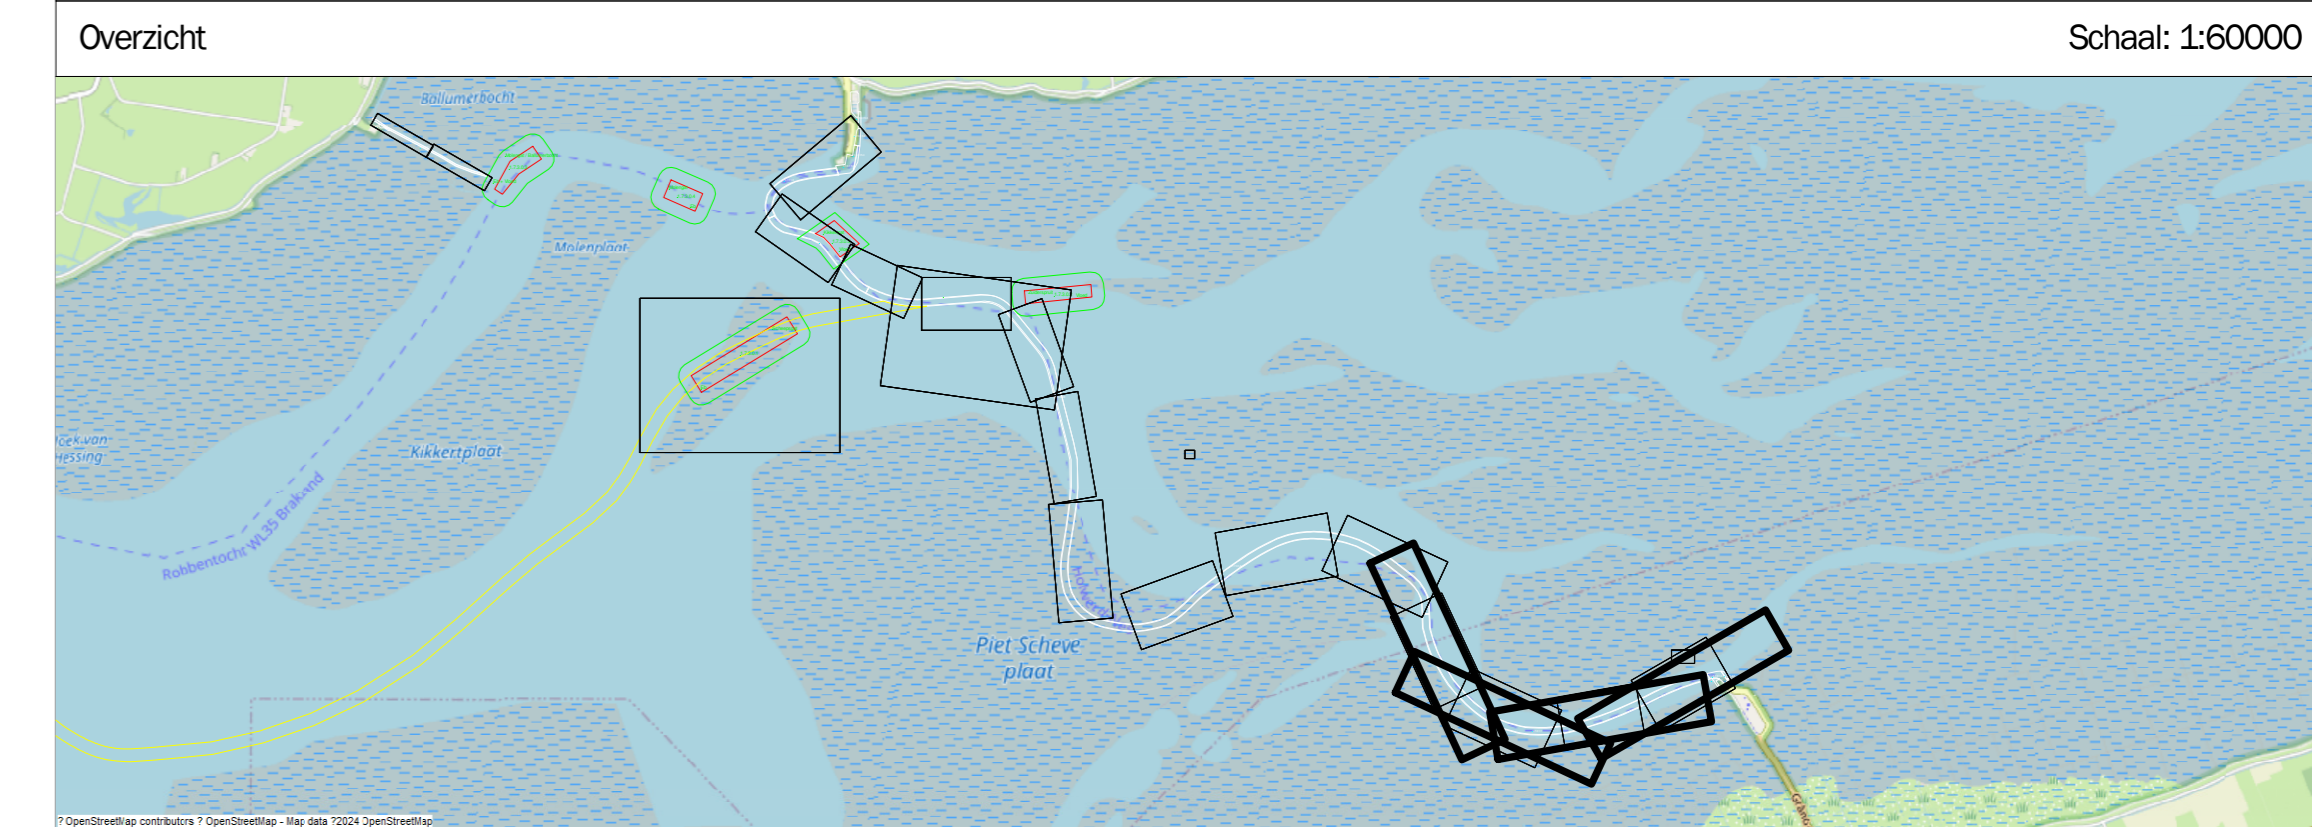 Overzicht
Schaal: 1:60000
Ballumerbocht
Molenplaat
Kikkertplaat
Hessing
Robbentocht WL35
Piet Scheve
plaat
? OpenStreetMap contributors ? OpenStreetMap - Map data ?2024 OpenStreetMap